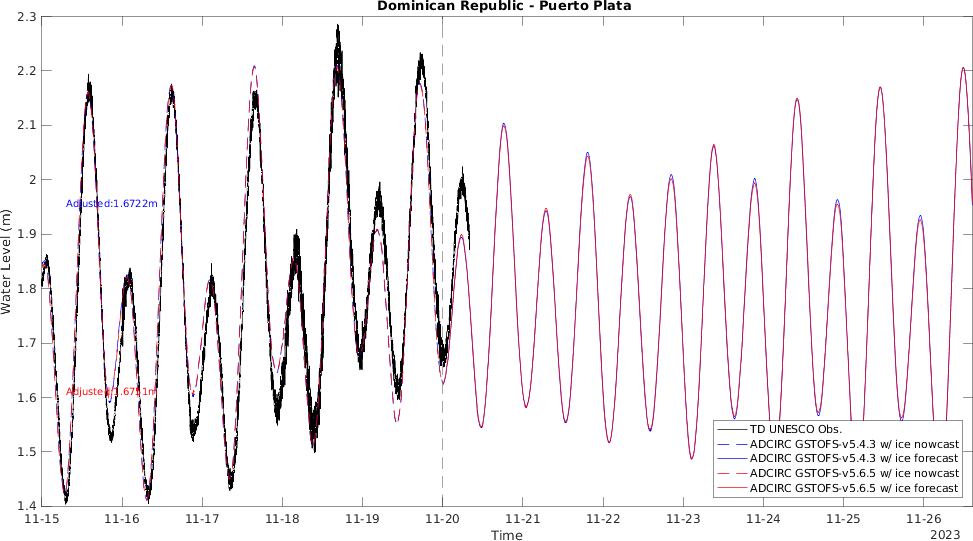 Dominican Republic - Puerto Plata
2.3
2.2
2.1
2
1.9
1.8
1.7
1.6
1.5
1.4
Water Level (m)
Adjusted:1.6722m
Adjusted:1.6751m
TD UNESCO Obs.
ADCIRC GSTOFS-v5.4.3 w/ ice nowcast
ADCIRC GSTOFS-v5.4.3 w/ ice forecast
ADCIRC GSTOFS-v5.6.5 w/ ice nowcast
ADCIRC GSTOFS-v5.6.5 w/ ice forecast
11-15 11-16 11-17 11-18 11-19 11-20 11-21 11-22 11-23 11-24 11-25 11-26
Time
2023